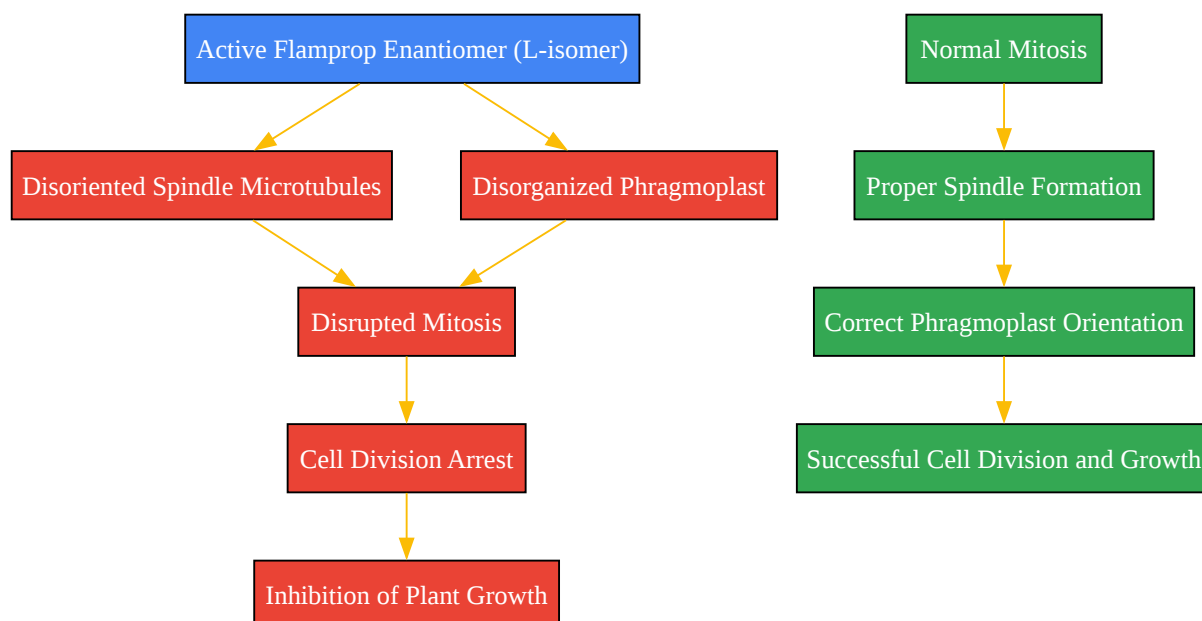 Active Flamprop Enantiomer (L-isomer)
Normal Mitosis
Disoriented Spindle Microtubules
Disorganized Phragmoplast
Proper Spindle Formation
Disrupted Mitosis
Correct Phragmoplast Orientation
Cell Division Arrest
Successful Cell Division and Growth
Inhibition of Plant Growth